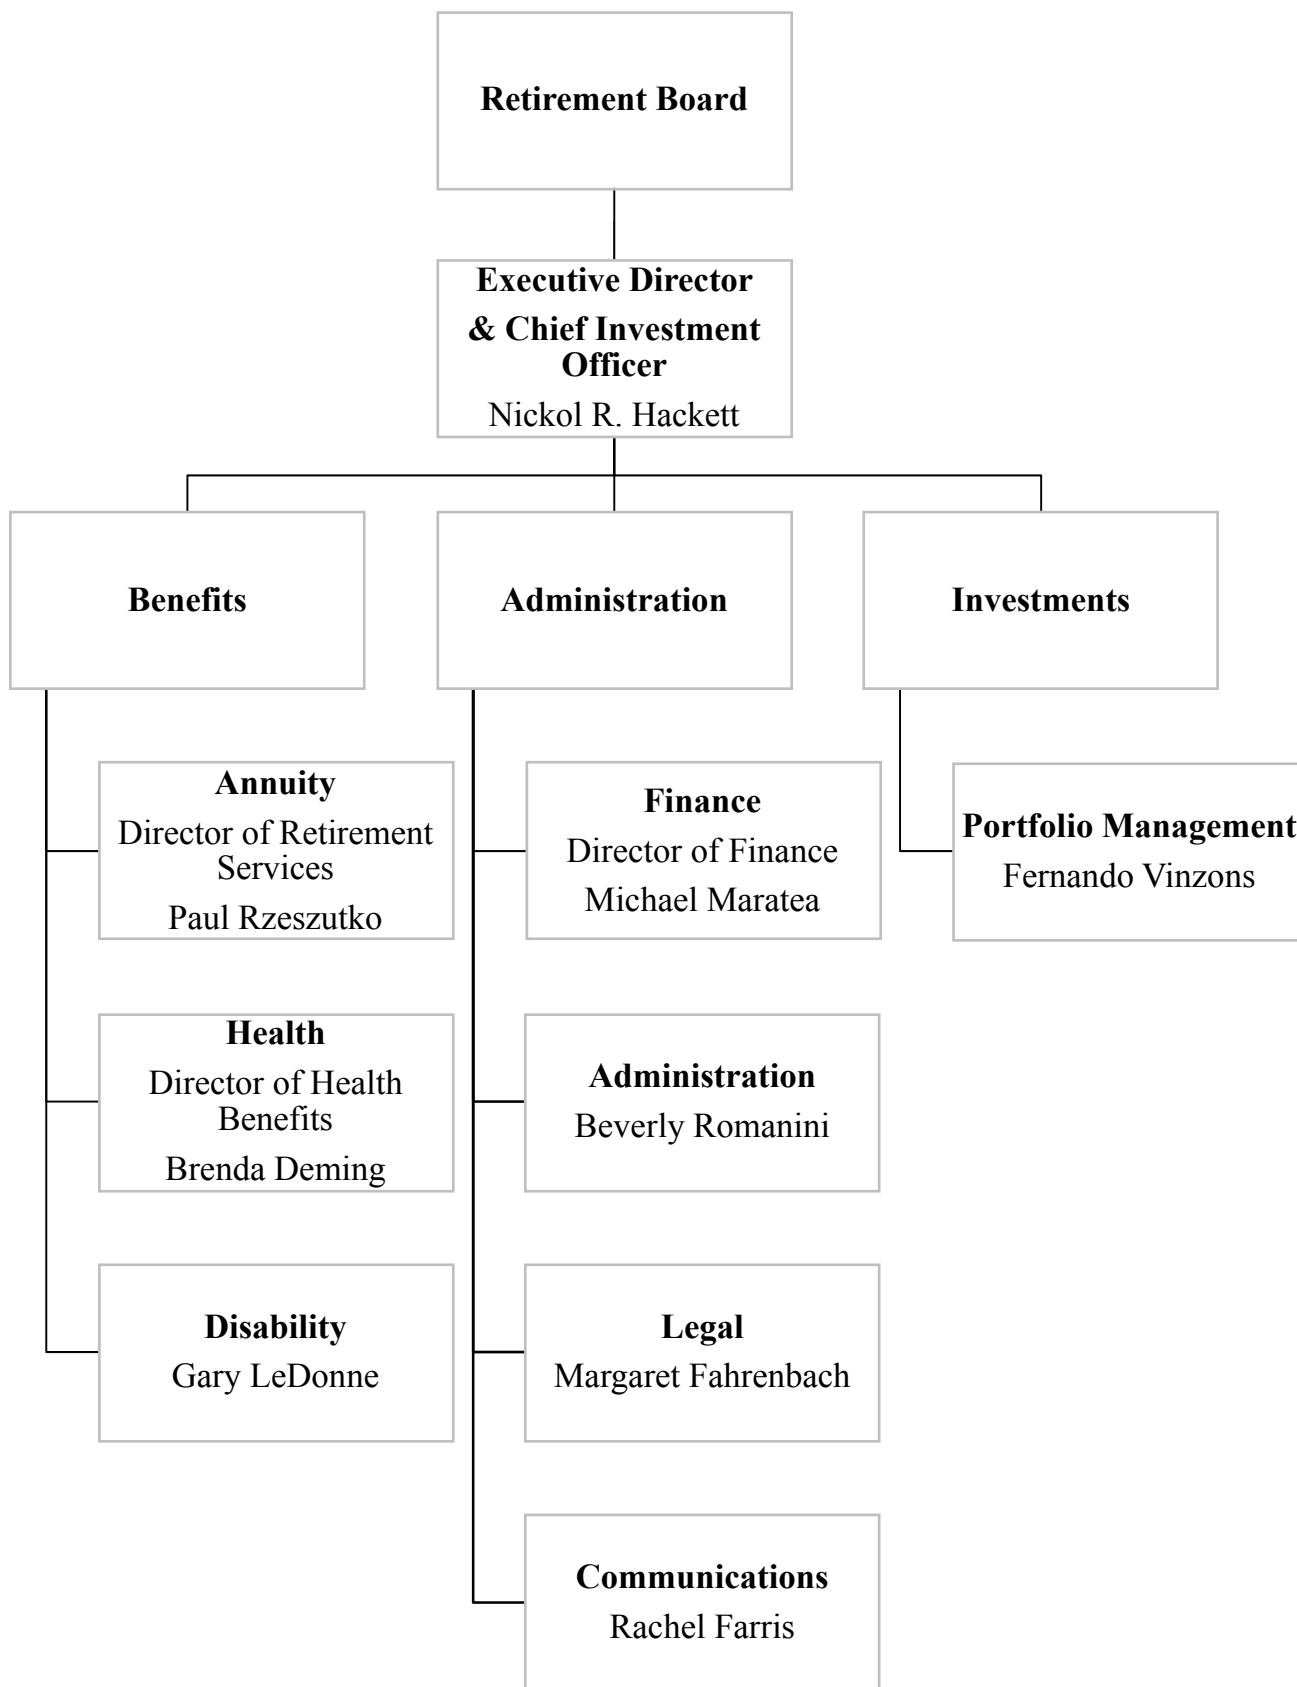 Retirement Board
Executive Director
& Chief Investment
Officer
Nickol R. Hackett
Benefits
Administration
Investments
Annuity
Director of Retirement
Services
Paul Rzeszutko
Health
Director of Health
Benefits
Brenda Deming
Disability
Gary LeDonne
Finance
Director of Finance
Michael Maratea
Administration
Beverly Romanini
Legal
Margaret Fahrenbach
Communications
Rachel Farris
Portfolio Management
Fernando Vinzons